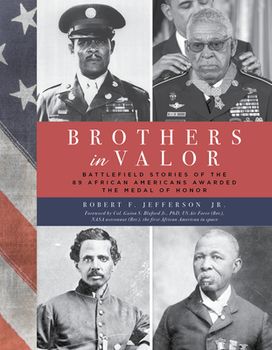 BROTHERS
in VALOR
BATTLEFIELD STORIES OF THE
89 AFRICAN AMERICANS AWARDED
THE MEDAL OF HONOR
ROBERT F. JEFFERSON JR.
Foreword by Col. Guion S. Bluford Jr., PhD, US Air Force (Ret.),
NASA astronaut (Ret.), the first African American in space